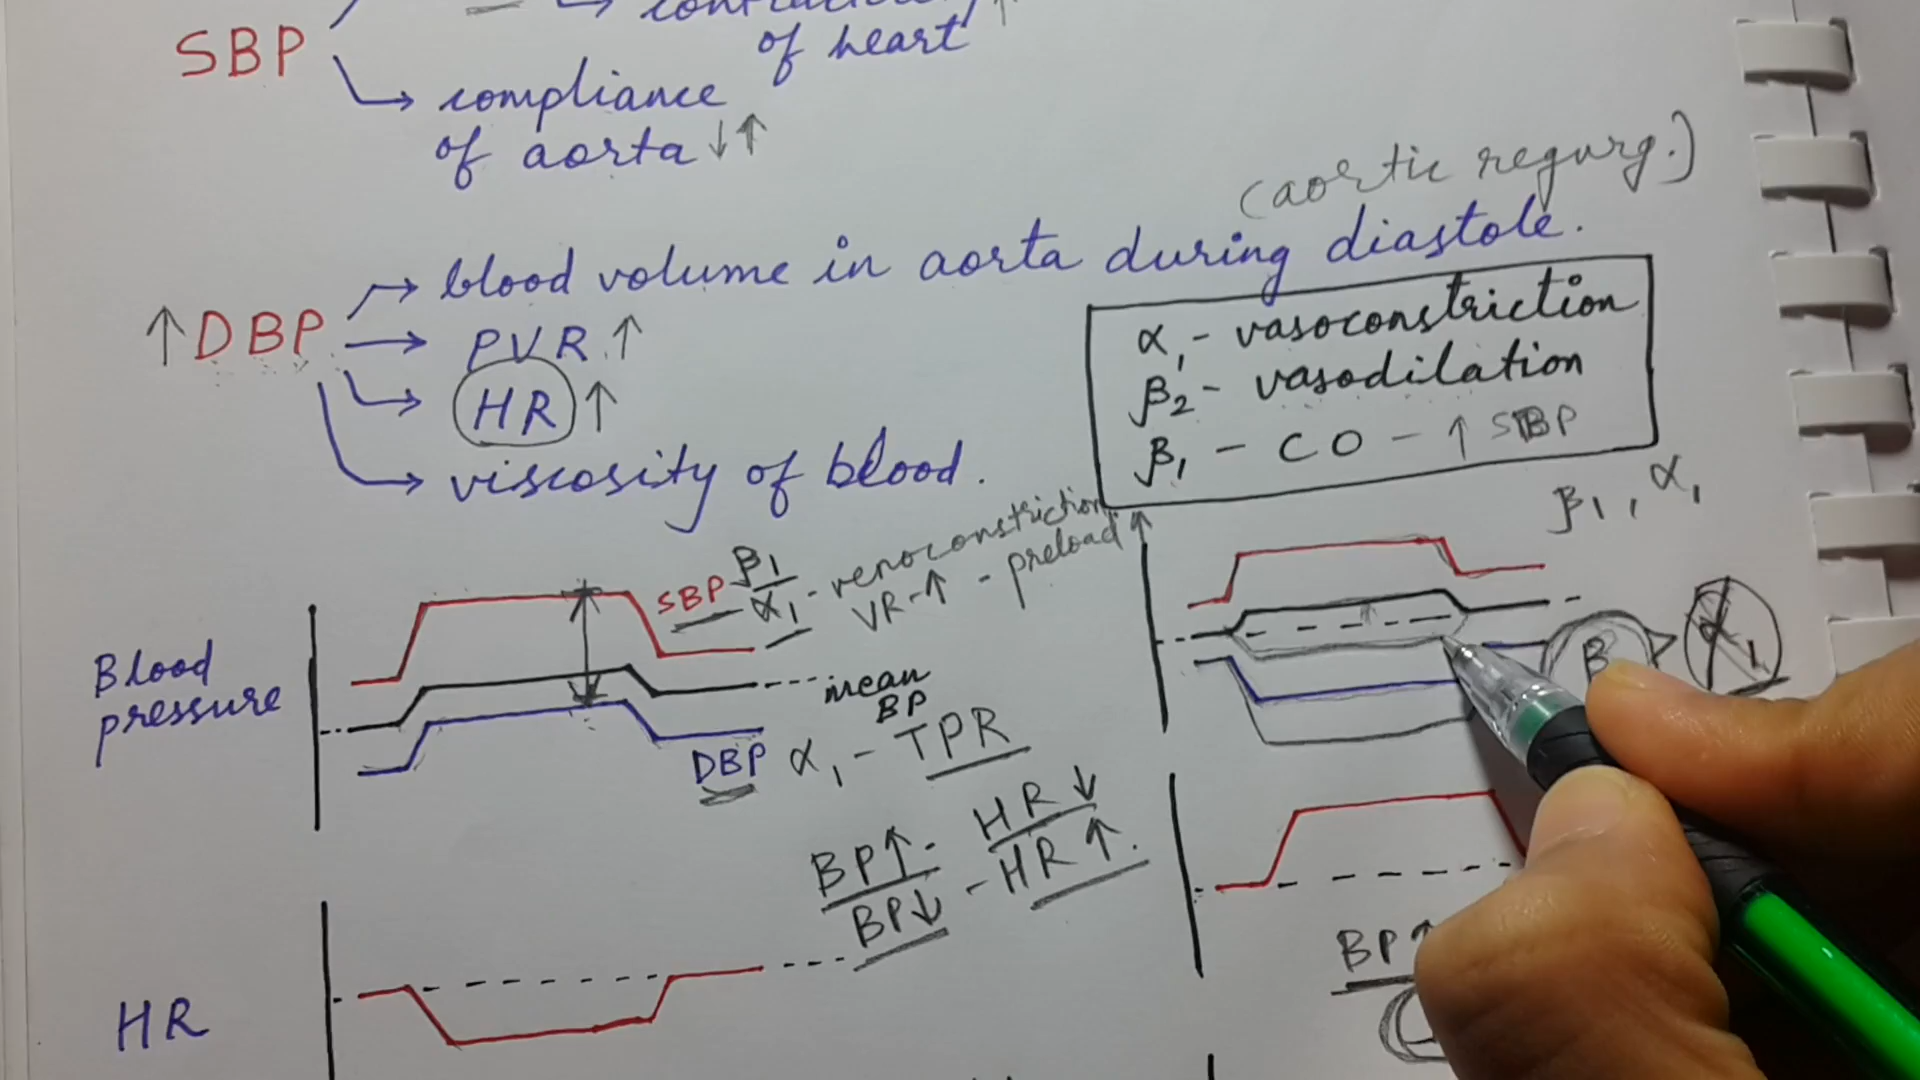 of heart
SBP
compliance
of aorta ↓↑
(aortic regurg.)
↑DBP → blood volume in aorta during diastole.
→ PVR ↑
→ HR ↑
→ viscosity of blood.
α1 - vasoconstriction
β2 - vasodilation
β1 - CO - ↑ SBP
β1, α1
SBP β1
α1 - venoconstriction
VR - ↑ - preload ↑
Blood
pressure
mean
BP
DBP α1 - TPR
α1
BP↑ - HR↓
BP↓ - HR↑.
BP↑
HR